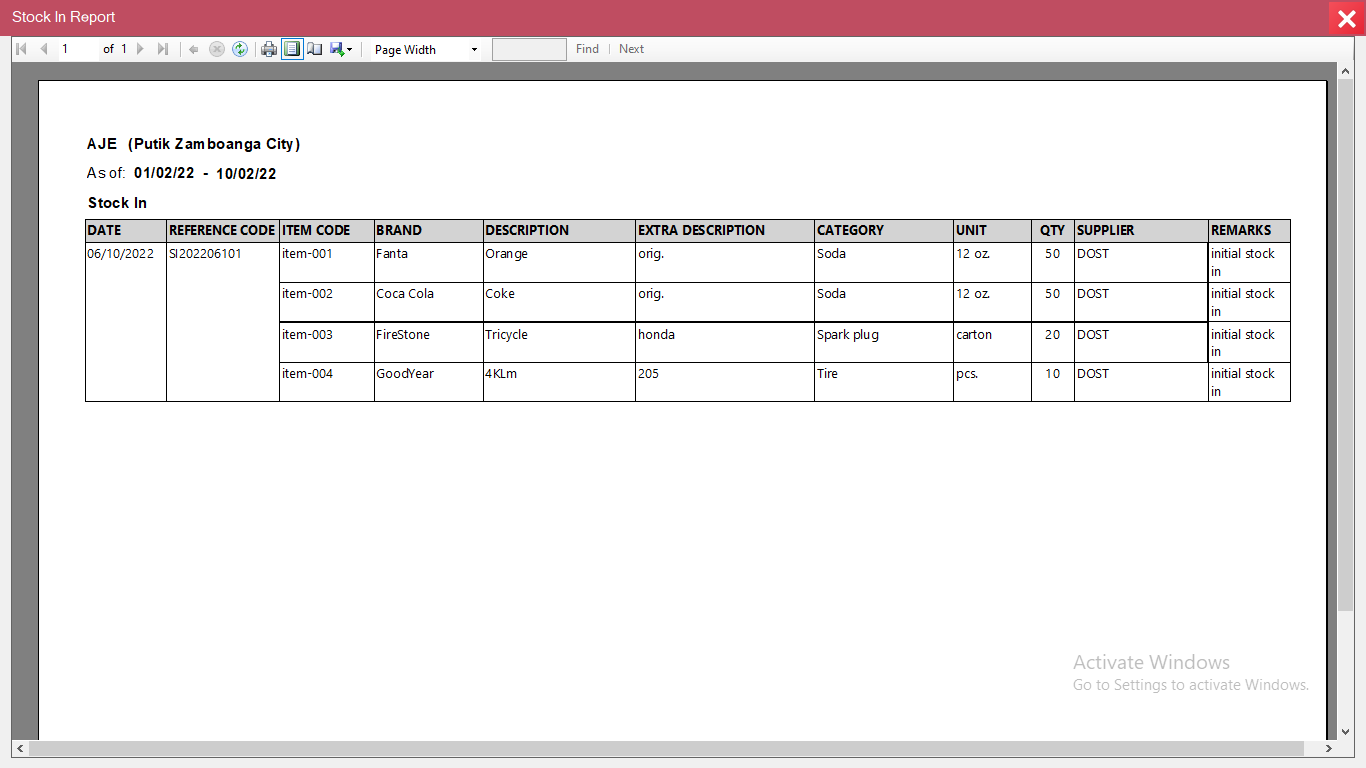 Stock In Report
1 of 1 Page Width Find Next
AJE (Putik Zamboanga City)
As of: 01/02/22 - 10/02/22
Stock In
DATE REFERENCE CODE ITEM CODE BRAND DESCRIPTION EXTRA DESCRIPTION CATEGORY UNIT QTY SUPPLIER REMARKS
06/10/2022 SI202206101 item-001 Fanta Orange orig. Soda 12 oz. 50 DOST initial stock
in
item-002 Coca Cola Coke orig. Soda 12 oz. 50 DOST initial stock
in
item-003 FireStone Tricycle honda Spark plug carton 20 DOST initial stock
in
item-004 GoodYear 4KLm 205 Tire pcs. 10 DOST initial stock
in
Activate Windows
Go to Settings to activate Windows.